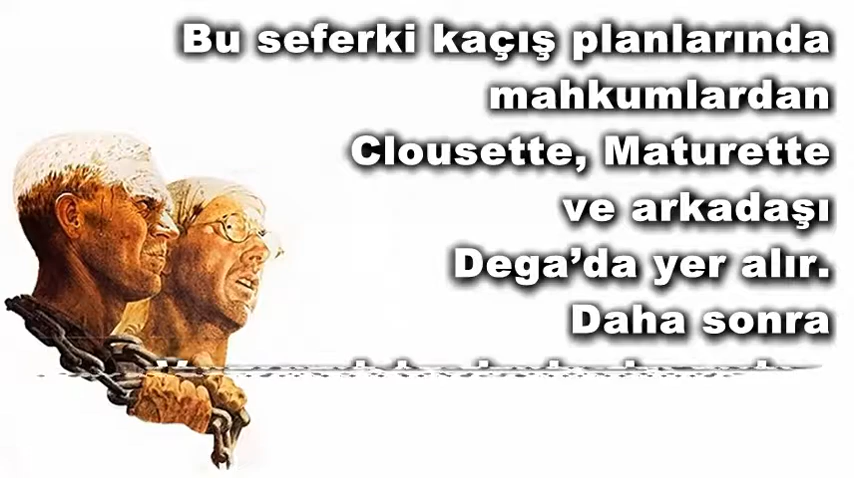 Bu seferki kaçış planlarında
mahkumlardan
Clousette, Maturette
ve arkadaşı
Dega’da yer alır.
Daha sonra